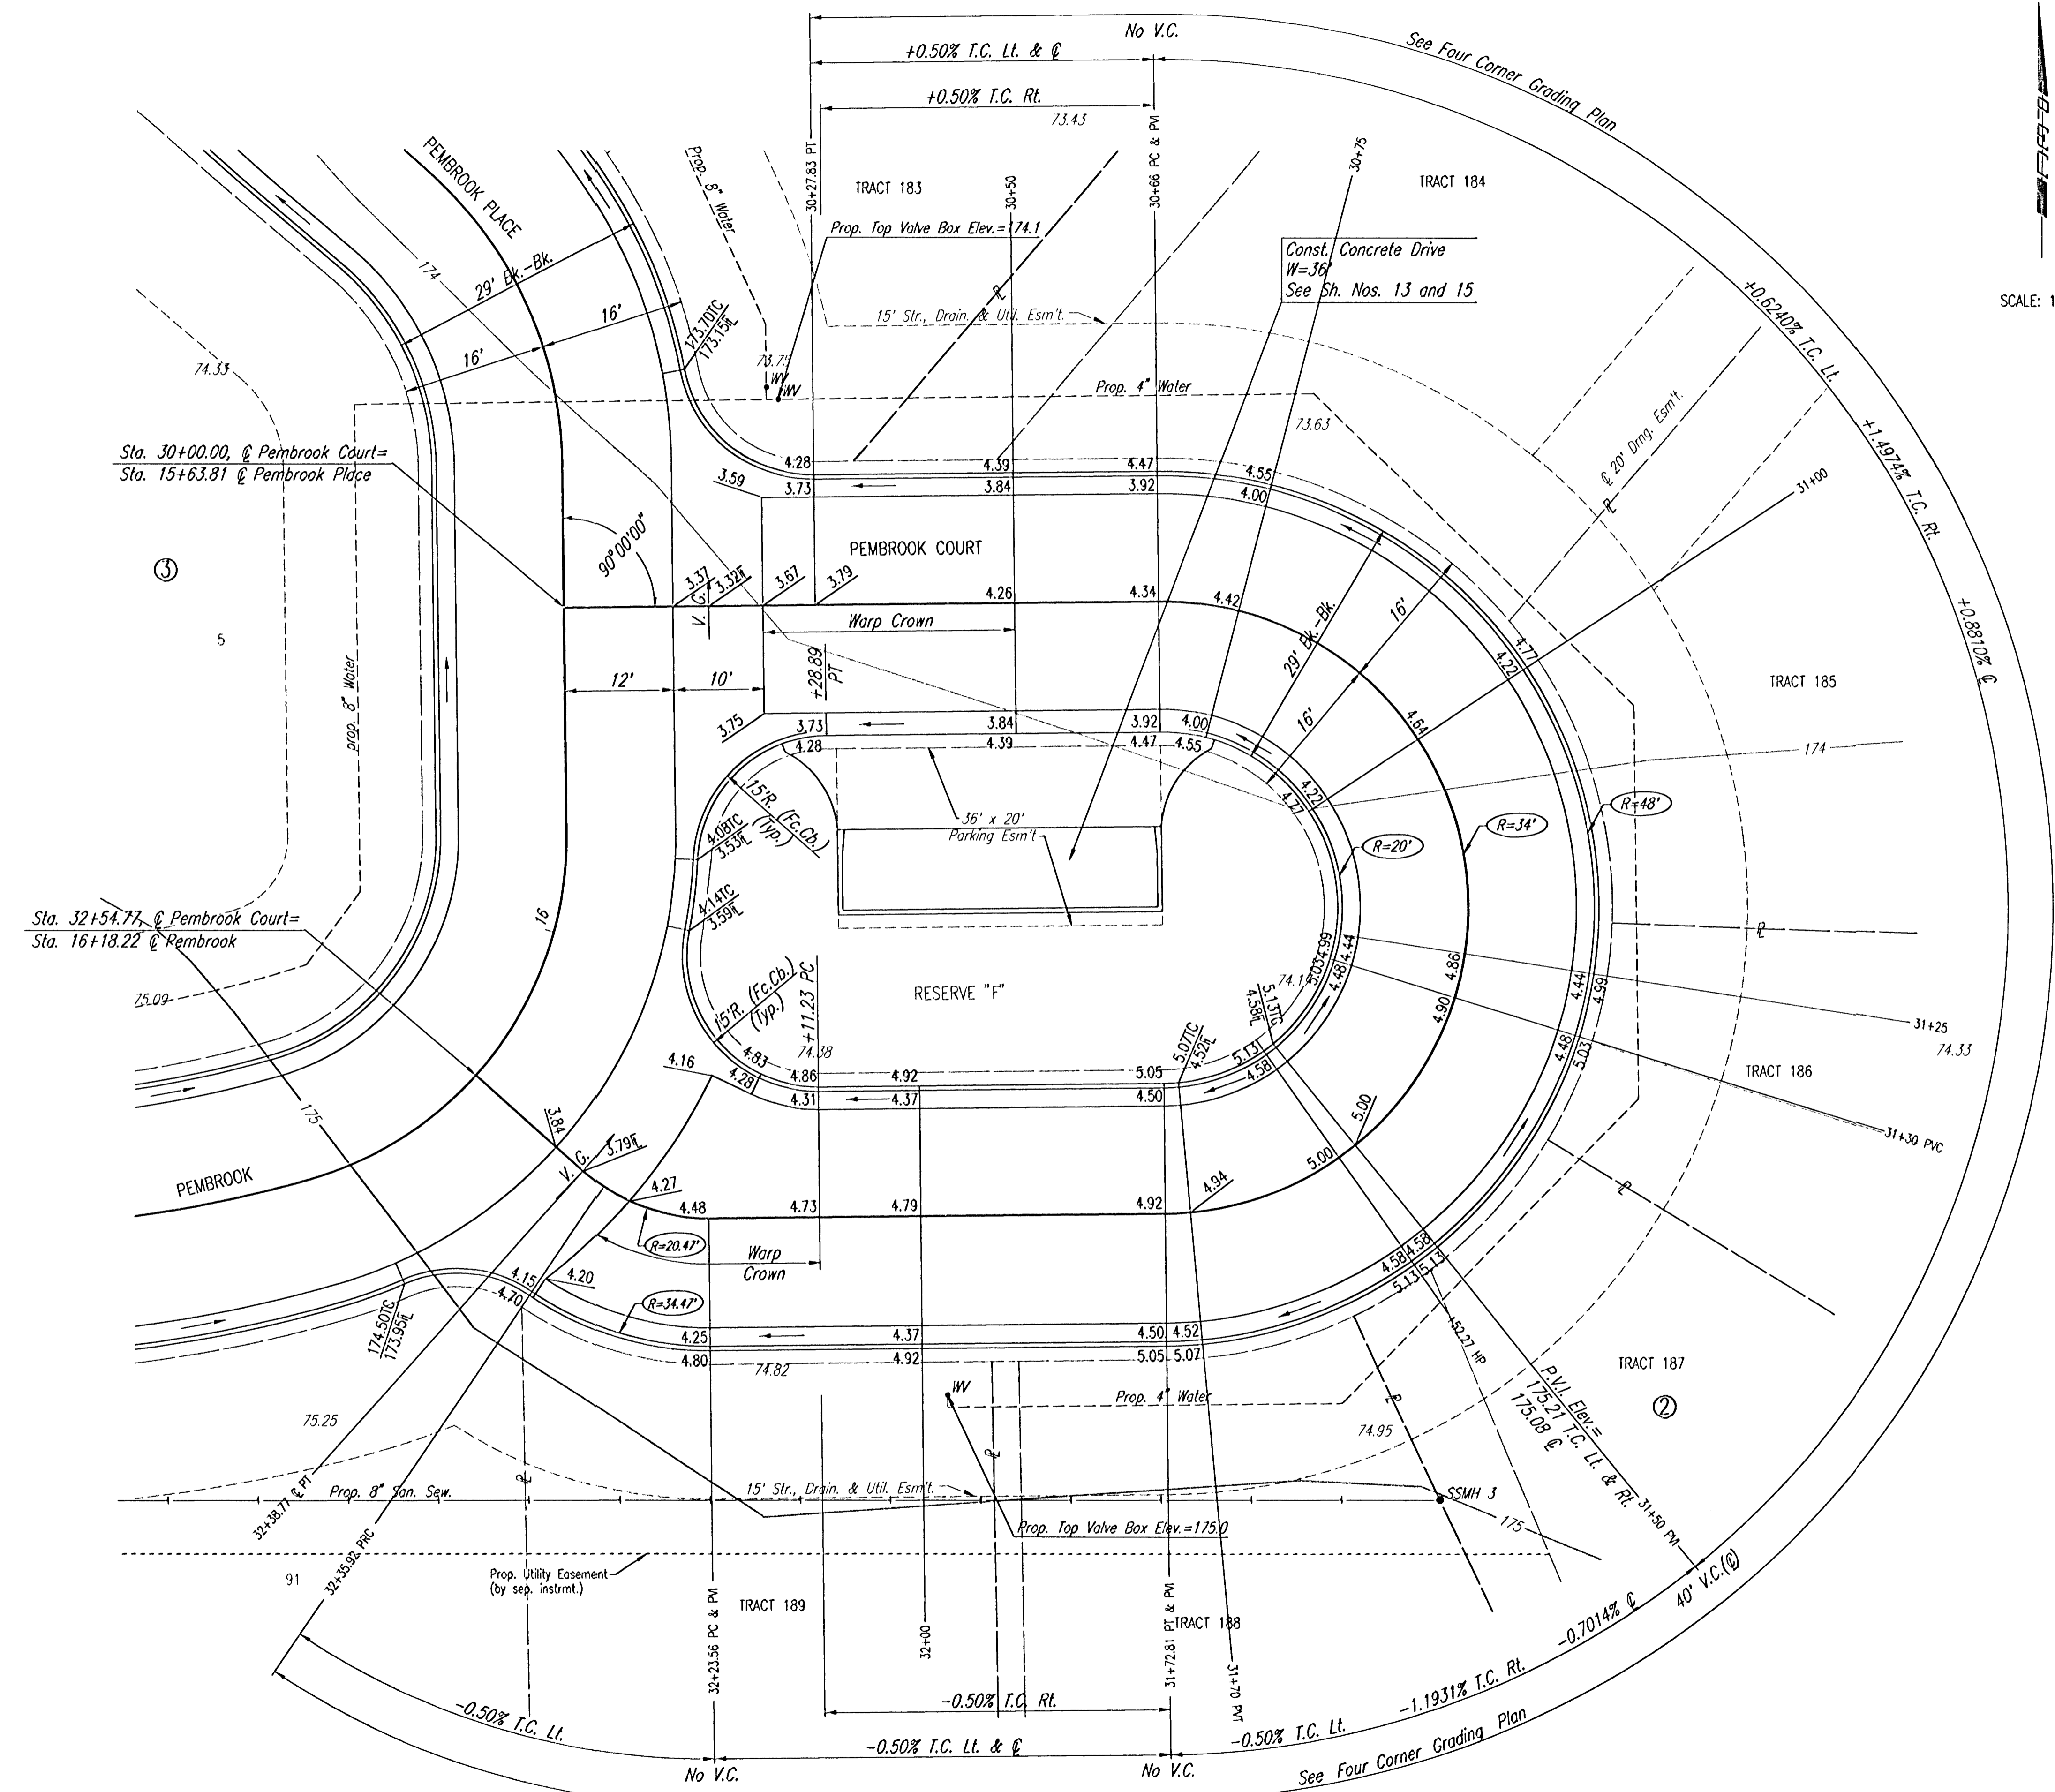 No V.C.
See Four Corner Grading Plan
+0.50% T.C. Lt. & ℄
+0.50% T.C. Rt.
73.43
30+27.83 PT
30+50
30+66 PC & PVI
30+75
TRACT 183
TRACT 184
SCALE: 1
PEMBROOK PLACE
Prop. 8" Water
Prop. Top Valve Box Elev.=174.1
Const. Concrete Drive
W=36'
See Sh. Nos. 13 and 15
174
29' Bk.-Bk.
16'
16'
173.70TC
173.15℄
15' Str., Drain. & Util. Esm't.
+0.6240% T.C. Lt.
74.33
73.75
WV
WV
Prop. 4" Water
73.63
℄ 20' Drng. Esm't.
+1.4974% T.C. Rt.
31+00
Sta. 30+00.00, ℄ Pembrook Court=
Sta. 15+63.81 ℄ Pembrook Place
4.28
4.39
4.47
4.55
3.59
3.73
3.84
3.92
4.00
90°00'00"
PEMBROOK COURT
3
5
3.37
3.32
V. G.
3.67
3.79
4.26
4.34
4.42
Warp Crown
29' Bk.-Bk.
16'
16'
4.77
4.22
+0.8810% ℄
prop. 8" Water
12'
10'
+28.89
PT
TRACT 185
4.64
3.75
3.73
3.84
3.92
4.00
4.28
4.39
4.47
4.55
174
15'R. (Fc.Cb.)
(Typ.)
4.22
4.77
36' x 20'
Parking Esm't
R=20'
R=34'
R=48'
4.08TC
3.53
4.14TC
3.59
Sta. 32+54.77, ℄ Pembrook Court=
Sta. 16+18.22 ℄ Pembrook
16
RESERVE "F"
75.09
15'R. (Fc.Cb.)
(Typ.)
+11.23 PC
74.38
5.03
4.99
4.48
4.44
4.86
4.90
4.44
4.99
4.48
5.03
31+25
74.33
5.13TC
4.58
5.07TC
4.52
TRACT 186
31+30 PVC
4.16
4.28
4.83
4.86
4.92
5.05
5.13
4.31
4.37
4.50
4.58
175
3.84
V. G.
3.79
5.00
5.00
PEMBROOK
4.27
4.48
4.73
4.79
4.92
4.94
R=20.47'
Warp
Crown
4.58
4.58
5.13
5.13
4.15
4.20
4.70
R=34.47'
174.50TC
173.95
4.25
4.37
4.50
4.52
4.80
4.92
5.05
5.07
74.82
+52.27 HP
TRACT 187
2
P.V.I. Elev.=
175.21 T.C. Lt. & Rt.
175.08 ℄
75.25
WV
Prop. 4" Water
74.95
Prop. 8" San. Sew.
15' Str., Drain. & Util. Esm't.
SSMH 3
175
31+50 PVI
32+38.77 ℄ PT
32+35.92 PRC
Prop. Top Valve Box Elev.=175.0
91
Prop. Utility Easement
(by sep. instrmt.)
TRACT 189
TRACT 188
40' V.C.(℄)
32+23.56 PC & PVI
32+00
31+72.81 PT & PVI
31+70 PVT
-0.7014% ℄
-1.1931% T.C. Rt.
-0.50% T.C. Lt.
-0.50% T.C. Rt.
-0.50% T.C. Lt.
-0.50% T.C. Lt. & ℄
No V.C.
No V.C.
See Four Corner Grading Plan